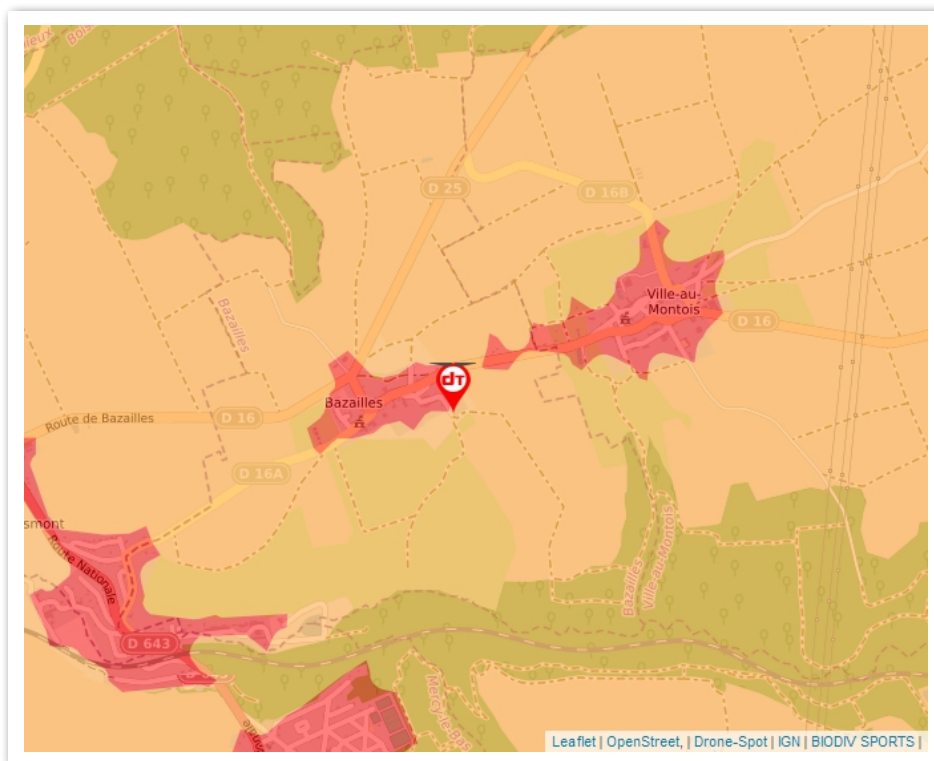 D 25
D 16B
Ville-au-
Montois
D 16
Bazailles
Bazailles
D 16
Route de Bazailles
D 16A
smont
Route Nationale
D 643
Bazailles
Ville-au-Montois
Mercy-le-Bas
Leaflet | OpenStreet, | Drone-Spot | IGN | BIODIV SPORTS |